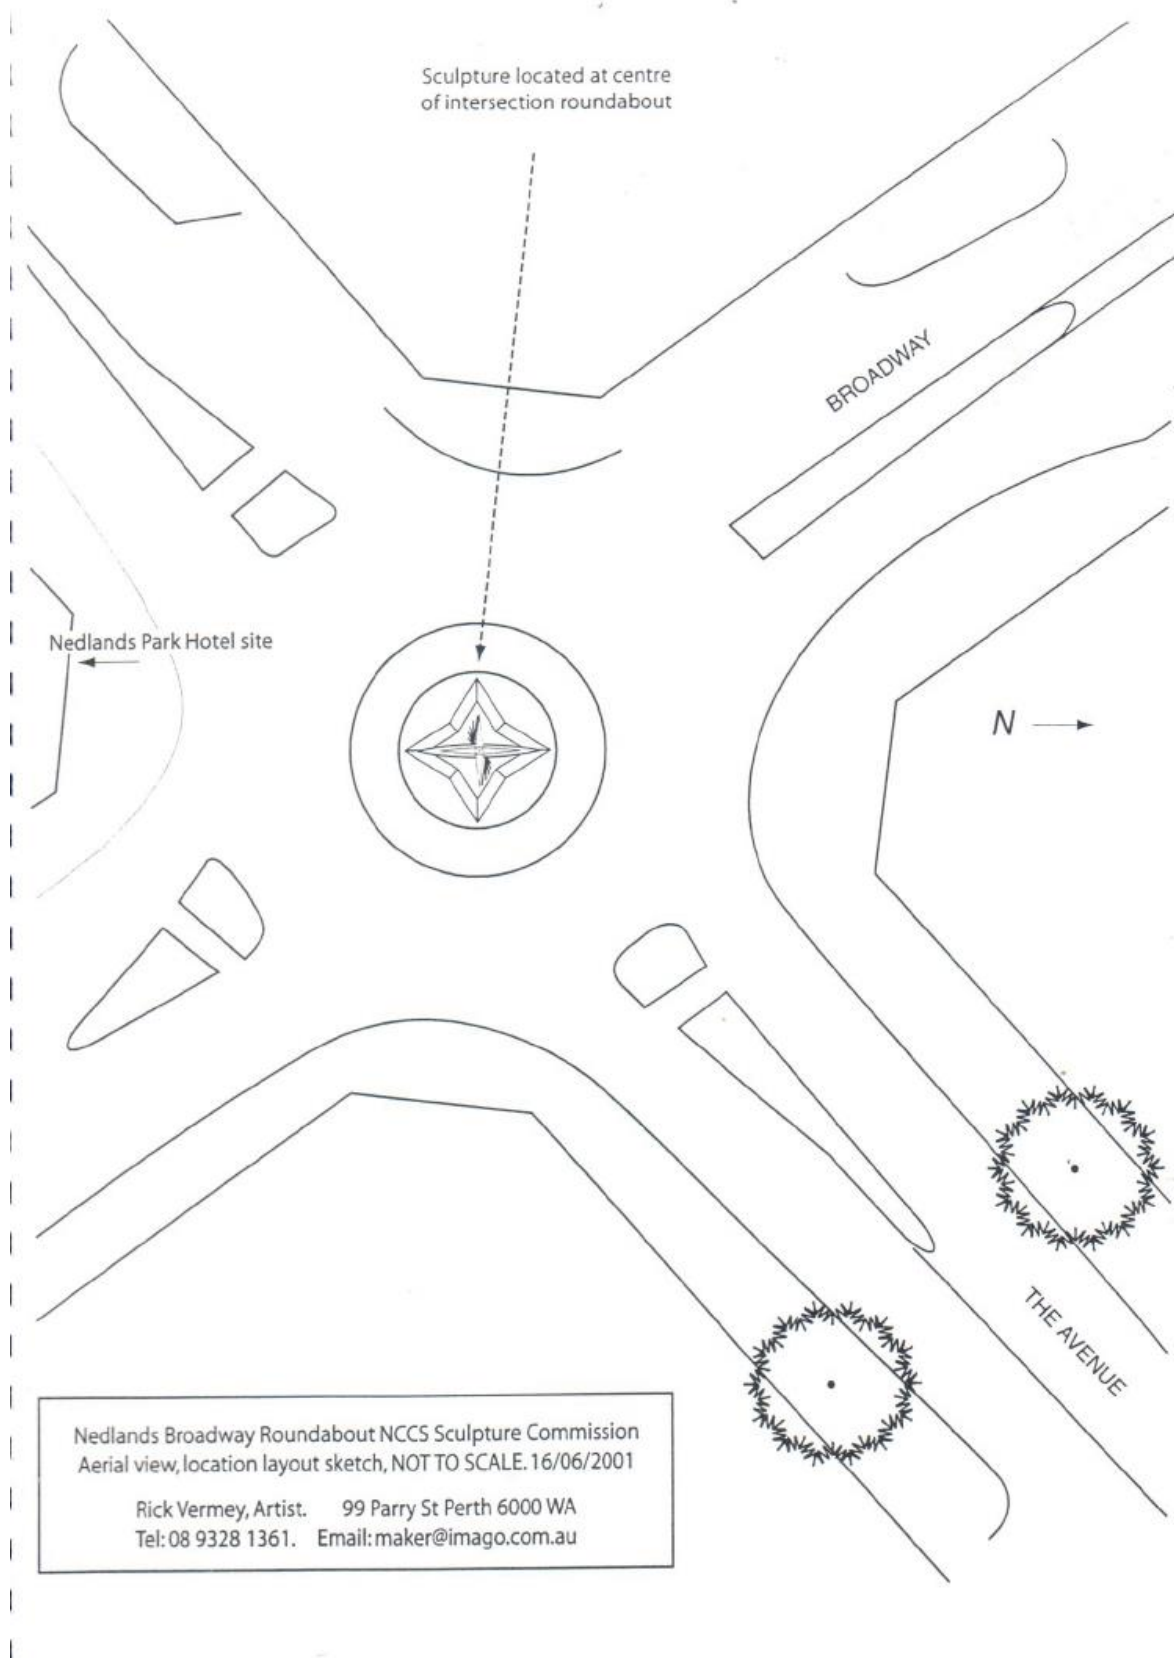 Sculpture located at centre
of intersection roundabout
BROADWAY
Nedlands Park Hotel site
N
THE AVENUE
Nedlands Broadway Roundabout NCCS Sculpture Commission
Aerial view, location layout sketch, NOT TO SCALE. 16/06/2001
Rick Vermey, Artist. 99 Parry St Perth 6000 WA
Tel: 08 9328 1361. Email: maker@imago.com.au